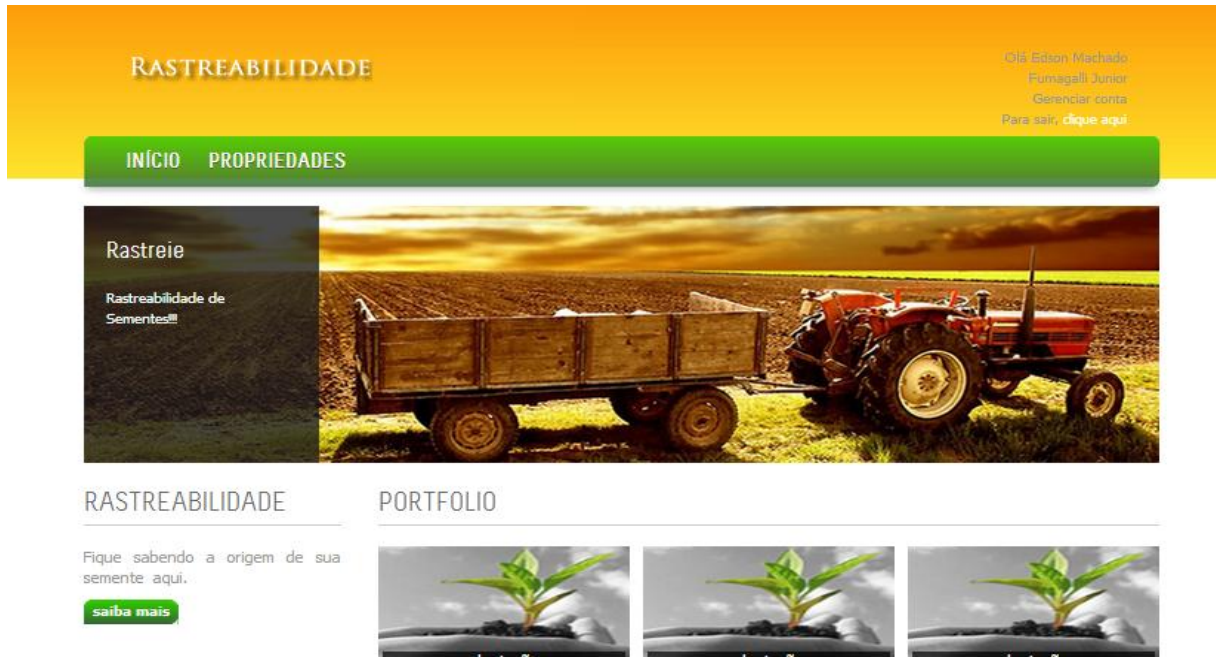 RASTREABILIDADE
Olá Edson Machado
Fumagalli Junior
Gerenciar conta
Para sair, clique aqui
INÍCIO PROPRIEDADES
Rastreie
Rastreabilidade de
Sementes!!!
RASTREABILIDADE
PORTFOLIO
Fique sabendo a origem de sua
semente aqui.
saiba mais